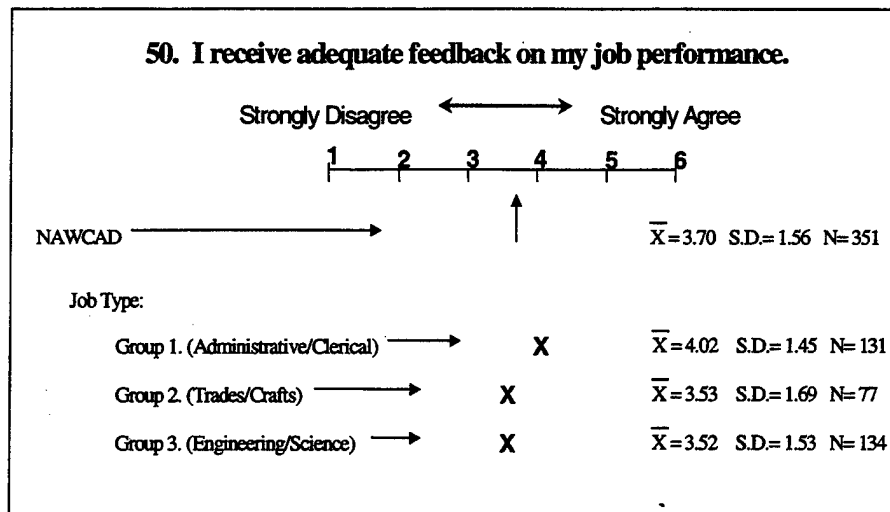 50. I receive adequate feedback on my job performance.
Strongly Disagree Strongly Agree
1 2 3 4 5 6
NAWCAD X̅=3.70 S.D.=1.56 N=351
Job Type:
Group 1. (Administrative/Clerical) X X̅=4.02 S.D.=1.45 N=131
Group 2. (Trades/Crafts) X X̅=3.53 S.D.=1.69 N=77
Group 3. (Engineering/Science) X X̅=3.52 S.D.=1.53 N=134